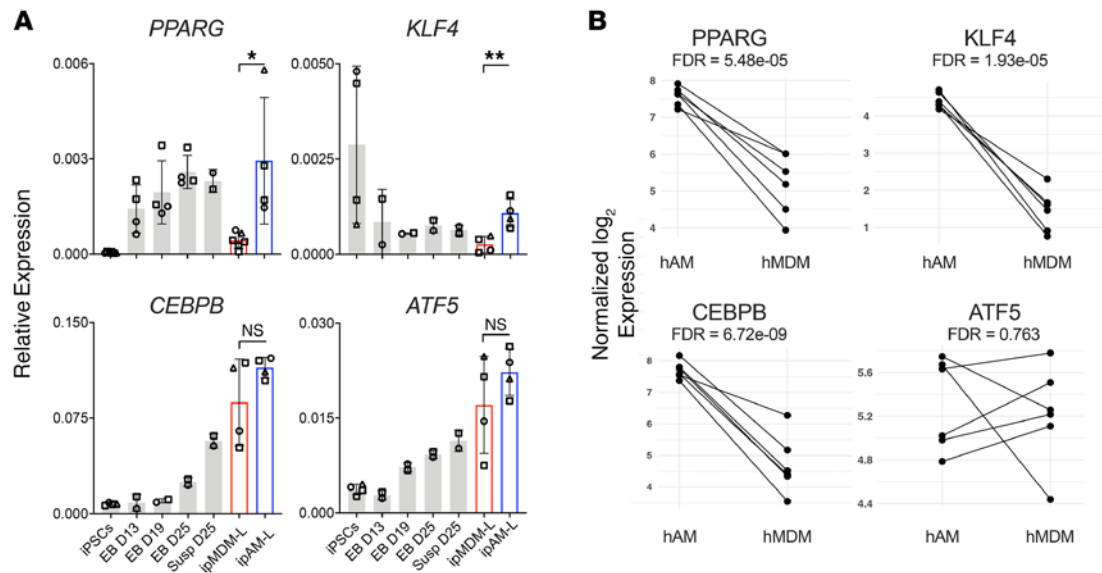 A
PPARG
KLF4
Relative Expression
0.006
0.003
0.000
*
0.0050
0.0025
0.0000
**
CEBPB
ATF5
0.150
0.075
0.000
NS
0.030
0.015
0.000
NS
iPSCs
EB D13
EB D19
EB D25
Susp D25
ipMDM-L
ipAM-L
iPSCs
EB D13
EB D19
EB D25
Susp D25
ipMDM-L
ipAM-L
B
PPARG
FDR = 5.48e-05
KLF4
FDR = 1.93e-05
Normalized log2
Expression
8
7
6
5
4
hAM
hMDM
4
3
2
1
hAM
hMDM
CEBPB
FDR = 6.72e-09
ATF5
FDR = 0.763
8
7
6
5
4
hAM
hMDM
5.6
5.2
4.8
4.4
hAM
hMDM